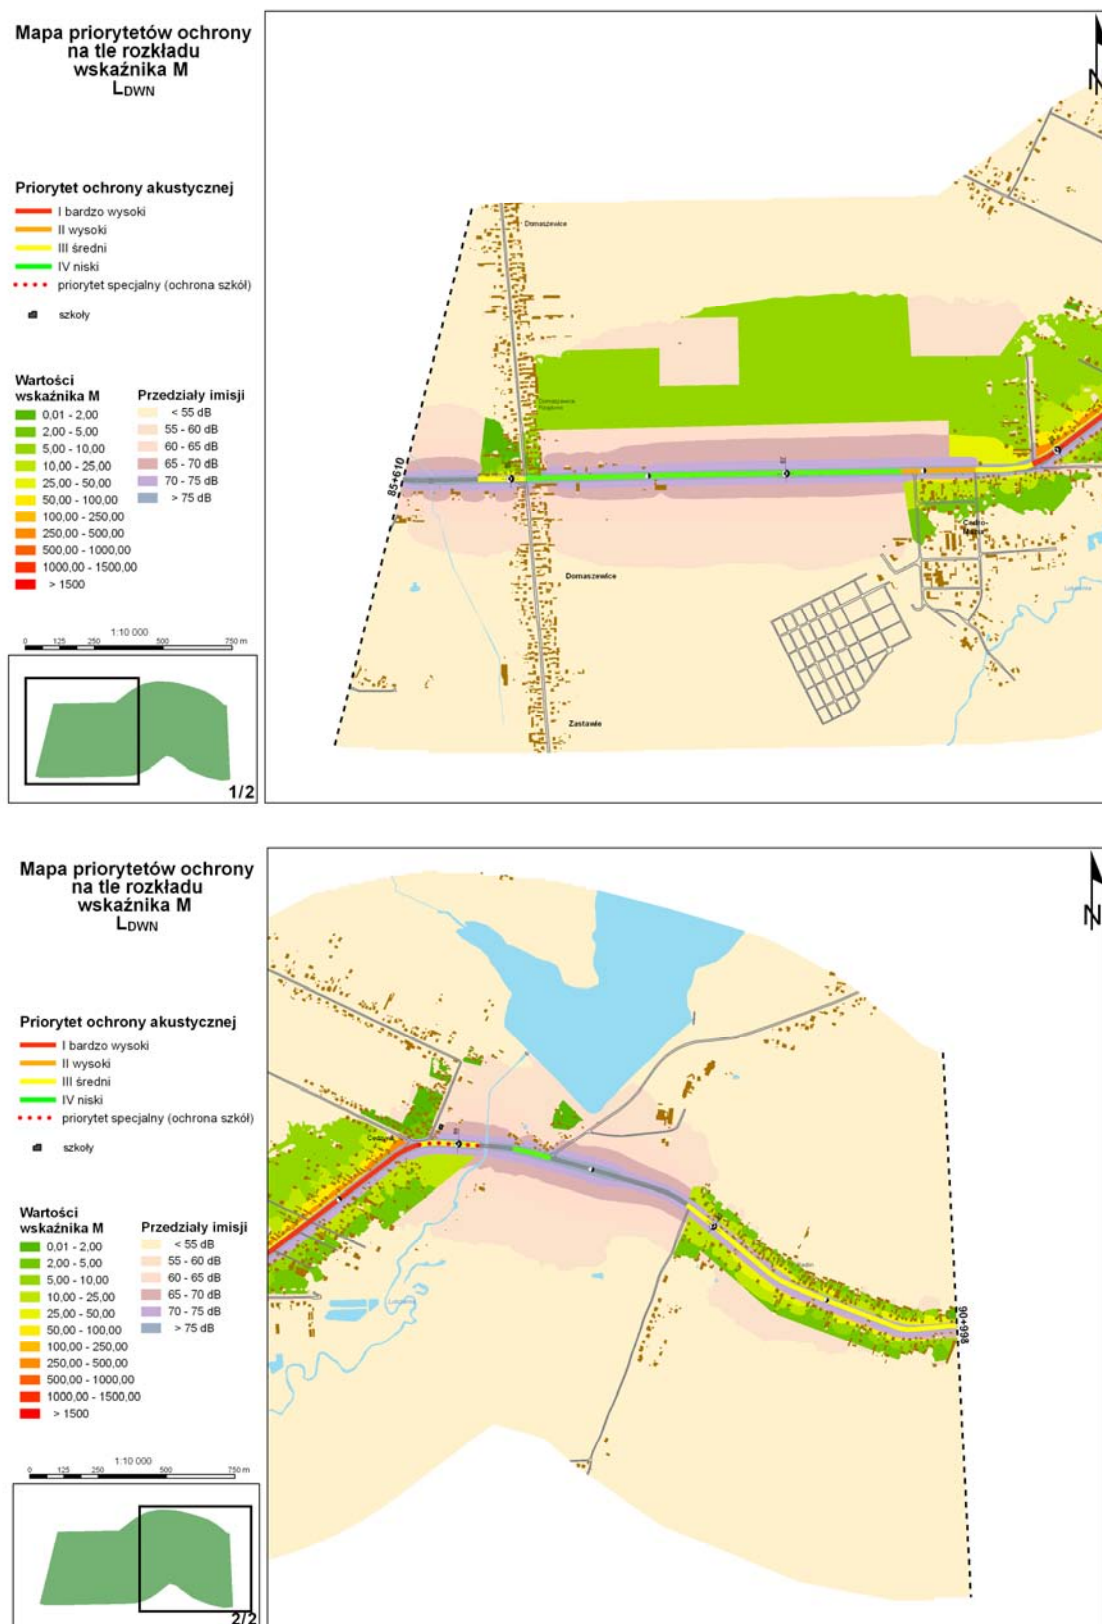 Mapa priorytetów ochrony
na tle rozkładu
wskaźnika M
LDWN
Priorytet ochrony akustycznej
I bardzo wysoki
II wysoki
III średni
IV niski
priorytet specjalny (ochrona szkół)
szkoły
Wartości
wskaźnika M
0,01 - 2,00
2,00 - 5,00
5,00 - 10,00
10,00 - 25,00
25,00 - 50,00
50,00 - 100,00
100,00 - 250,00
250,00 - 500,00
500,00 - 1000,00
1000,00 - 1500,00
> 1500
Przedziały imisji
< 55 dB
55 - 60 dB
60 - 65 dB
65 - 70 dB
70 - 75 dB
> 75 dB
1:10 000
0 125 250 500 750 m
1/2
N
Domaszewice
85+610
Domaszewice
Zastawie
Mapa priorytetów ochrony
na tle rozkładu
wskaźnika M
LDWN
Priorytet ochrony akustycznej
I bardzo wysoki
II wysoki
III średni
IV niski
priorytet specjalny (ochrona szkół)
szkoły
Wartości
wskaźnika M
0,01 - 2,00
2,00 - 5,00
5,00 - 10,00
10,00 - 25,00
25,00 - 50,00
50,00 - 100,00
100,00 - 250,00
250,00 - 500,00
500,00 - 1000,00
1000,00 - 1500,00
> 1500
Przedziały imisji
< 55 dB
55 - 60 dB
60 - 65 dB
65 - 70 dB
70 - 75 dB
> 75 dB
1:10 000
0 125 250 500 750 m
2/2
N
90+998